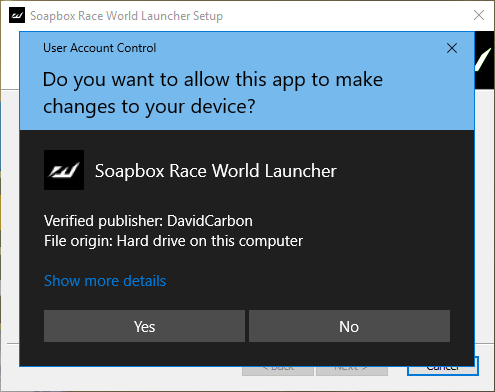 Soapbox Race World Launcher Setup
User Account Control
Do you want to allow this app to make
changes to your device?
Soapbox Race World Launcher
Verified publisher: DavidCarbon
File origin: Hard drive on this computer
Show more details
Yes
No
< Back
Next >
Cancel